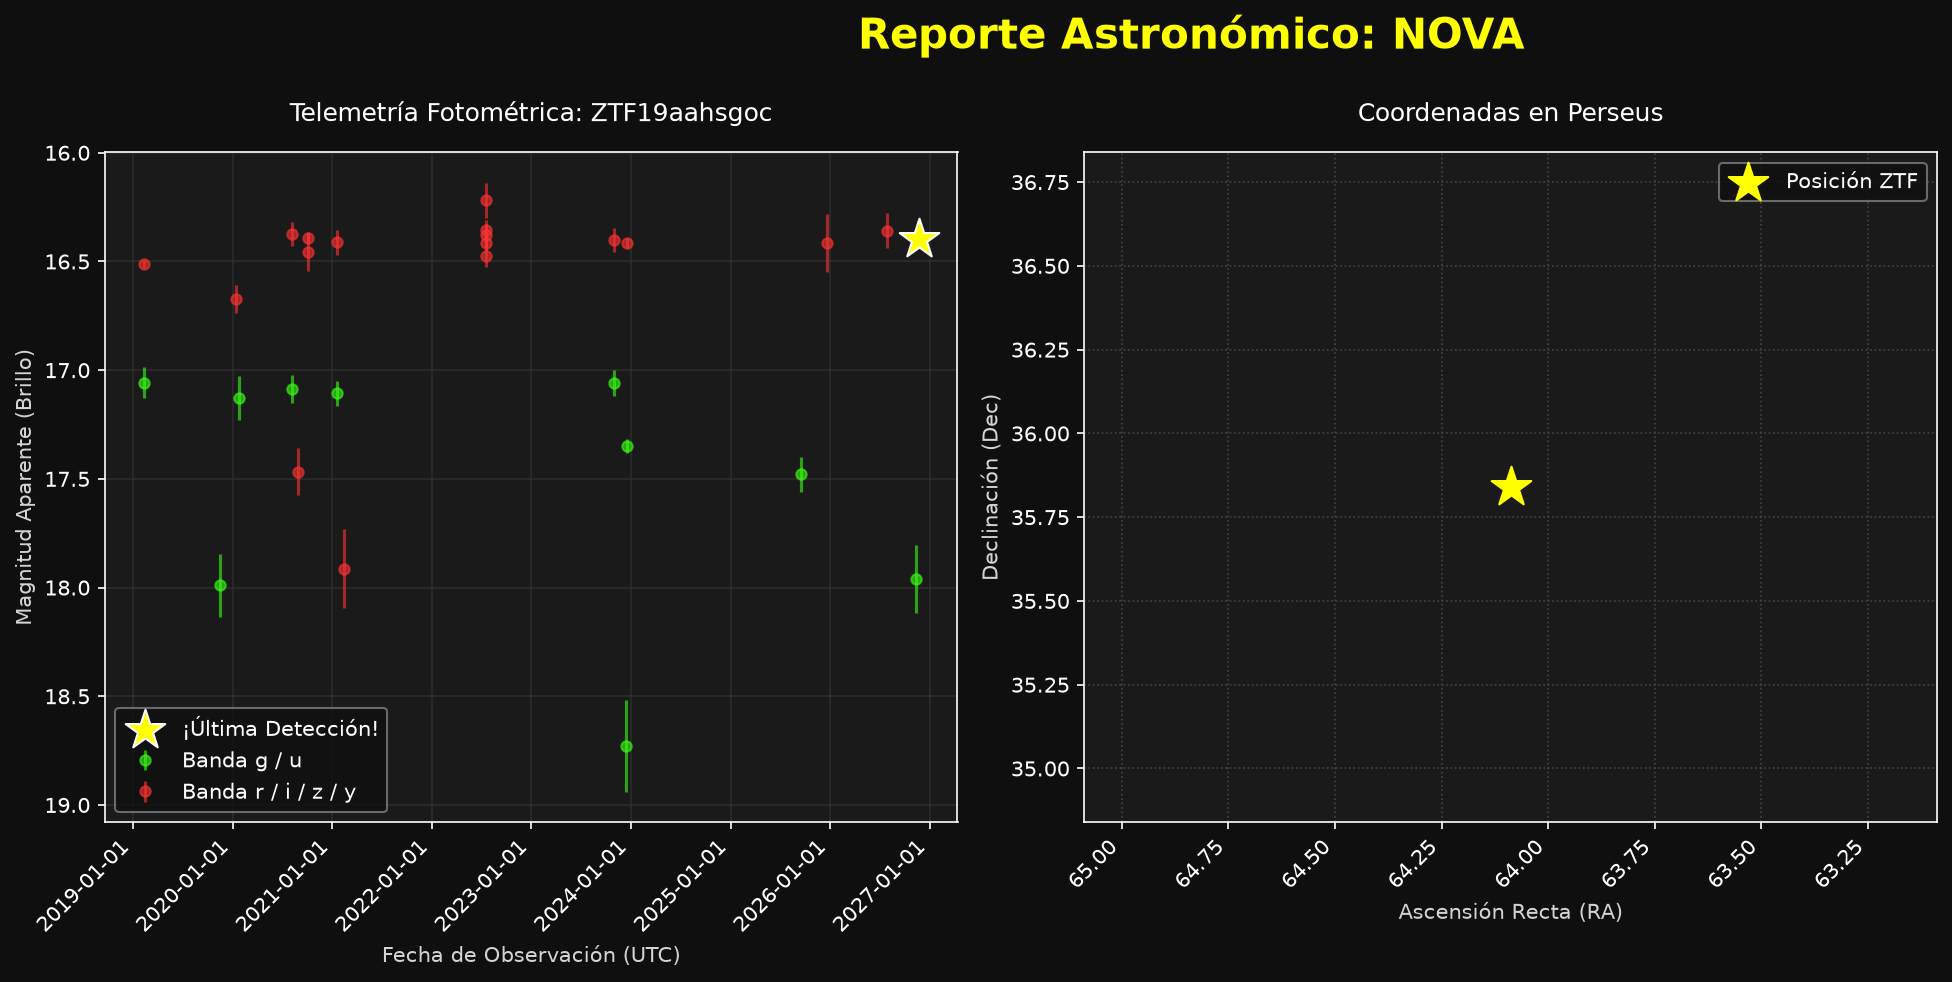 Reporte Astronómico: NOVA
Telemetría Fotométrica: ZTF19aahsgoc
Magnitud Aparente (Brillo)
16.0
16.5
17.0
17.5
18.0
18.5
19.0
¡Última Detección!
Banda g / u
Banda r / i / z / y
2019-01-01
2020-01-01
2021-01-01
2022-01-01
2023-01-01
2024-01-01
2025-01-01
2026-01-01
2027-01-01
Fecha de Observación (UTC)
Coordenadas en Perseus
Declinación (Dec)
36.75
36.50
36.25
36.00
35.75
35.50
35.25
35.00
Posición ZTF
65.00
64.75
64.50
64.25
64.00
63.75
63.50
63.25
Ascensión Recta (RA)